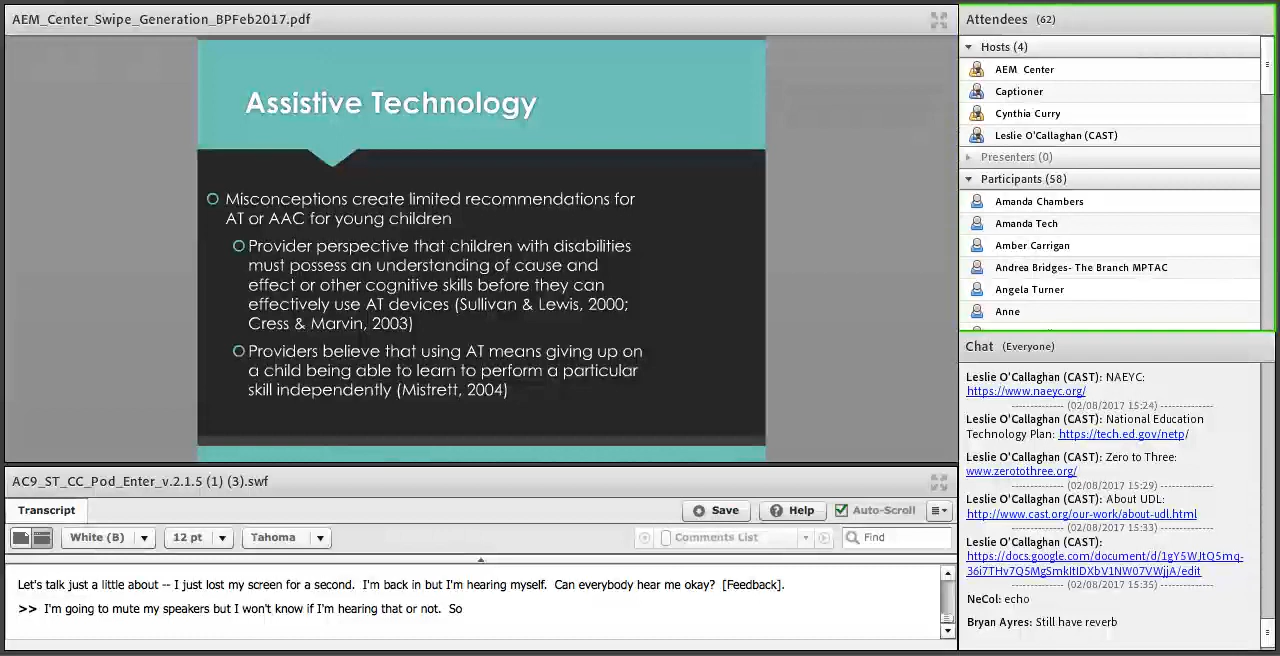 AEM_Center_Swipe_Generation_BPFeb2017.pdf
Assistive Technology
Misconceptions create limited recommendations for
AT or AAC for young children
Provider perspective that children with disabilities
must possess an understanding of cause and
effect or other cognitive skills before they can
effectively use AT devices (Sullivan & Lewis, 2000;
Cress & Marvin, 2003)
Providers believe that using AT means giving up on
a child being able to learn to perform a particular
skill independently (Mistrett, 2004)
AC9_ST_CC_Pod_Enter_v.2.1.5 (1) (3).swf
Transcript
Save
Help
Auto-Scroll
White (B)
12 pt
Tahoma
Comments List
Find
Let's talk just a little about -- I just lost my screen for a second.  I'm back in but I'm hearing myself.  Can everybody hear me okay?  [Feedback].
>>  I'm going to mute my speakers but I won't know if I'm hearing that or not.  So
Attendees (62)
Hosts (4)
AEM  Center
Captioner
Cynthia Curry
Leslie O'Callaghan (CAST)
Presenters (0)
Participants (58)
Amanda Chambers
Amanda Tech
Amber Carrigan
Andrea Bridges- The Branch MPTAC
Angela Turner
Anne
Chat (Everyone)
Leslie O'Callaghan (CAST): NAEYC:
https://www.naeyc.org/
-------------- (02/08/2017 15:24) --------------
Leslie O'Callaghan (CAST): National Education
Technology Plan: https://tech.ed.gov/netp/
Leslie O'Callaghan (CAST): Zero to Three:
www.zerotothree.org/
-------------- (02/08/2017 15:29) --------------
Leslie O'Callaghan (CAST): About UDL:
http://www.cast.org/our-work/about-udl.html
-------------- (02/08/2017 15:33) --------------
Leslie O'Callaghan (CAST):
-------------- (02/08/2017 15:35) --------------
NeCol: echo
Bryan Ayres: Still have reverb